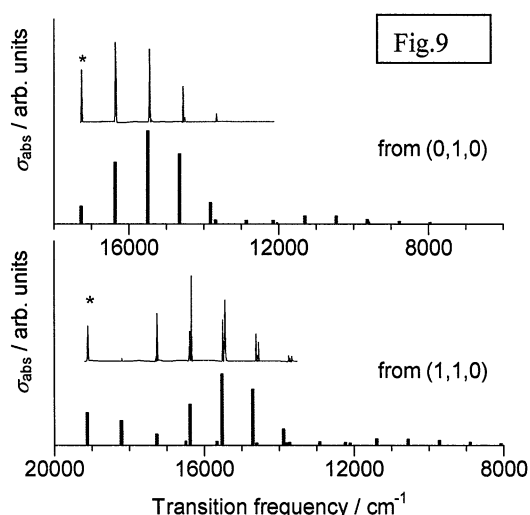 Fig.9
*
σabs / arb. units
from (0,1,0)
16000 12000 8000
*
σabs / arb. units
from (1,1,0)
20000 16000 12000 8000
Transition frequency / cm⁻¹